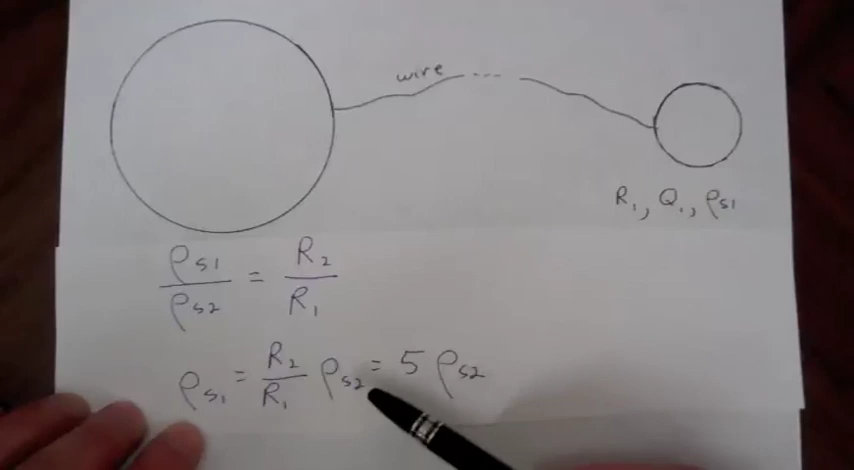 wire
R₁, Q₁, ρs1
ρs1/ρs2 = R₂/R₁
ρs₁ = R₂/R₁ ρs2 = 5 ρs2